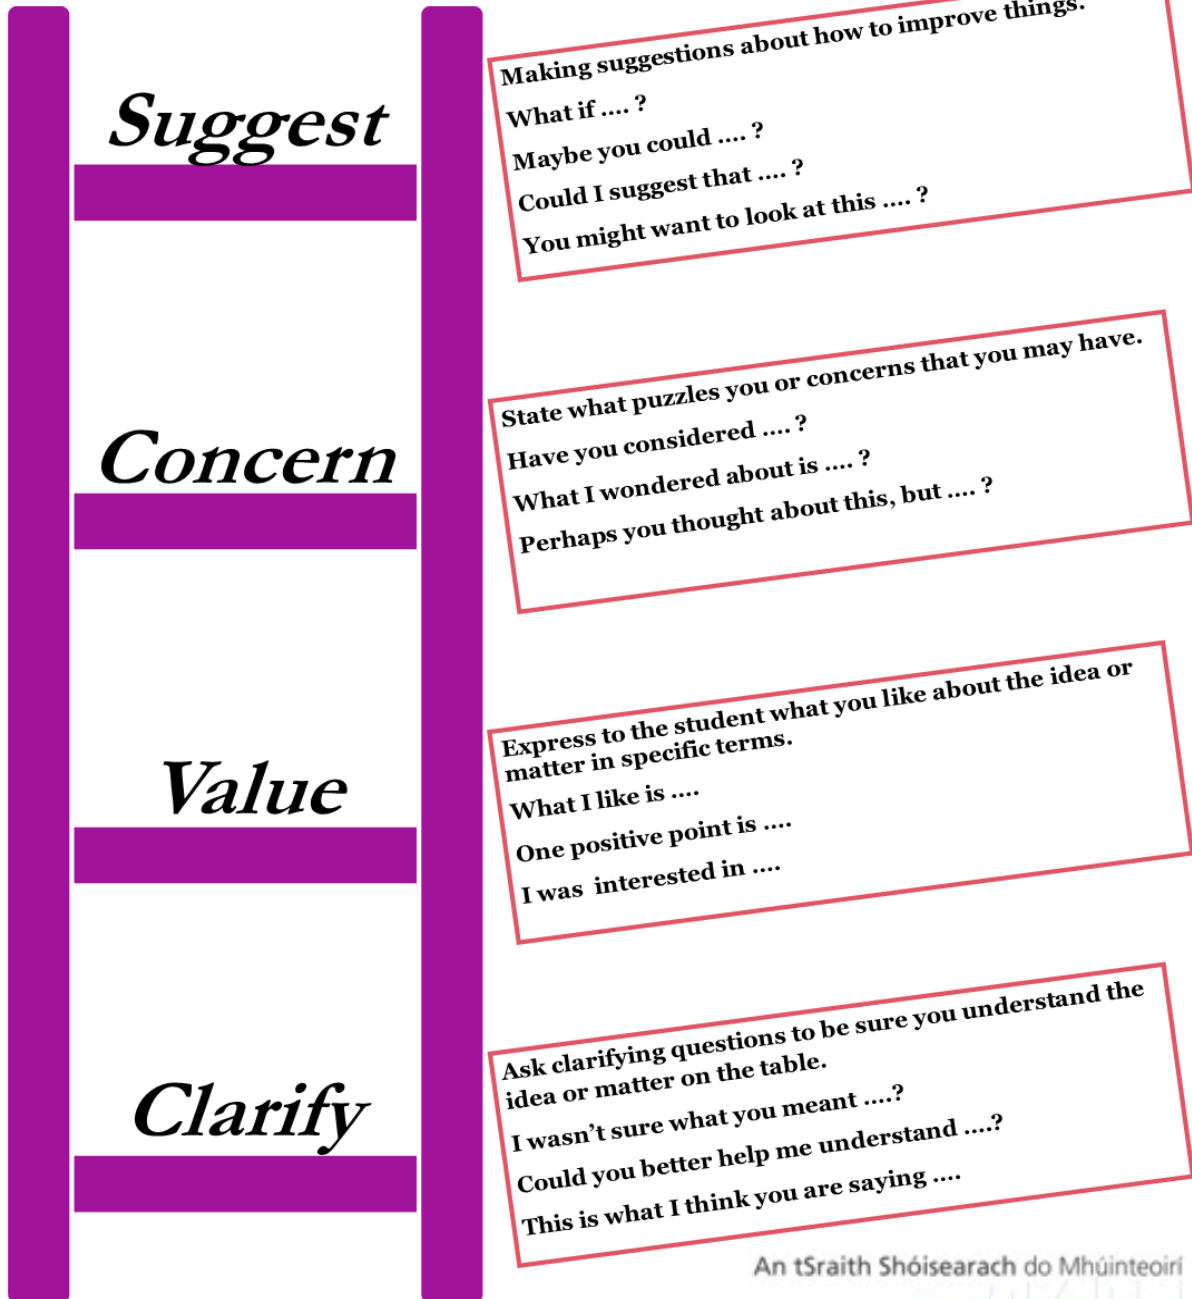 Suggest
Making suggestions about how to improve things.
What if .... ?
Maybe you could .... ?
Could I suggest that .... ?
You might want to look at this .... ?
Concern
State what puzzles you or concerns that you may have.
Have you considered .... ?
What I wondered about is .... ?
Perhaps you thought about this, but .... ?
Value
Express to the student what you like about the idea or
matter in specific terms.
What I like is ....
One positive point is ....
I was interested in ....
Clarify
Ask clarifying questions to be sure you understand the
idea or matter on the table.
I wasn't sure what you meant ....?
Could you better help me understand ....?
This is what I think you are saying ....
An tSraith Shóisearach do Mhúinteoirí